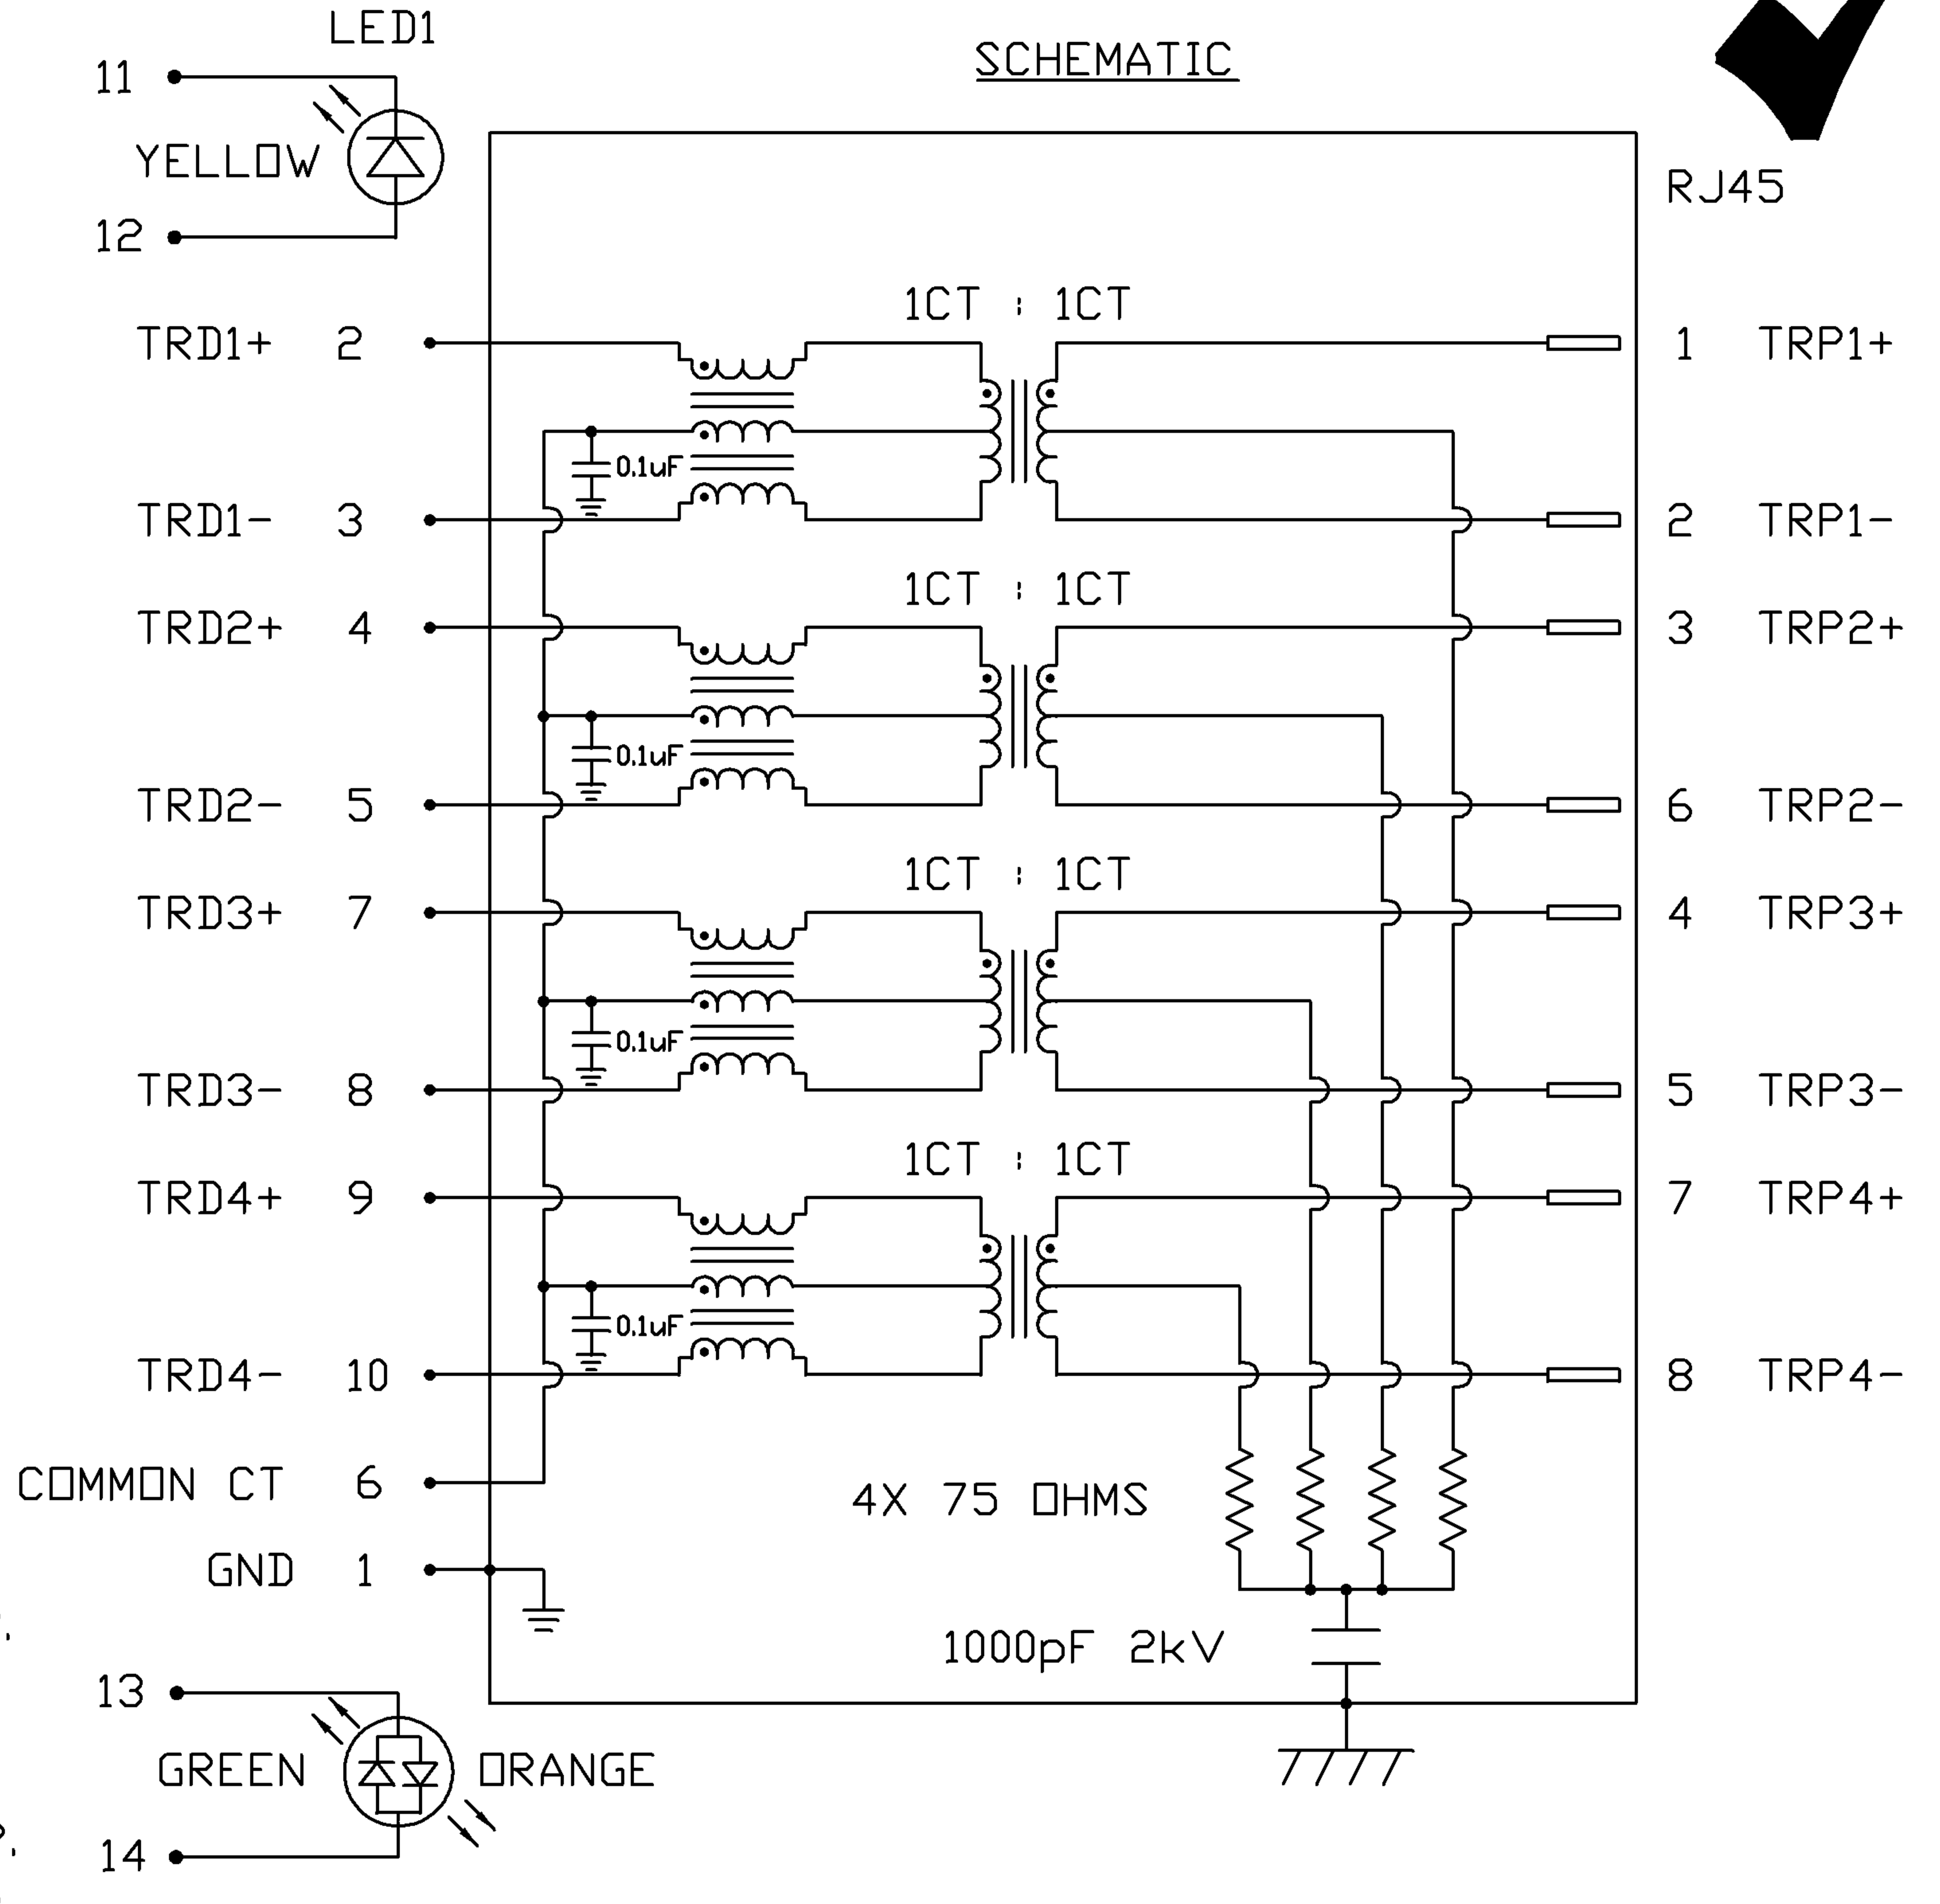 LED1
SCHEMATIC
11
YELLOW
RJ45
12
1CT : 1CT
TRD1+ 2
1 TRP1+
0.1uF
TRD1- 3
2 TRP1-
1CT : 1CT
TRD2+ 4
3 TRP2+
0.1uF
TRD2- 5
6 TRP2-
1CT : 1CT
TRD3+ 7
4 TRP3+
0.1uF
TRD3- 8
5 TRP3-
1CT : 1CT
TRD4+ 9
7 TRP4+
0.1uF
TRD4- 10
8 TRP4-
COMMON CT 6
4X 75 OHMS
GND 1
1000pF 2kV
13
GREEN
ORANGE
14